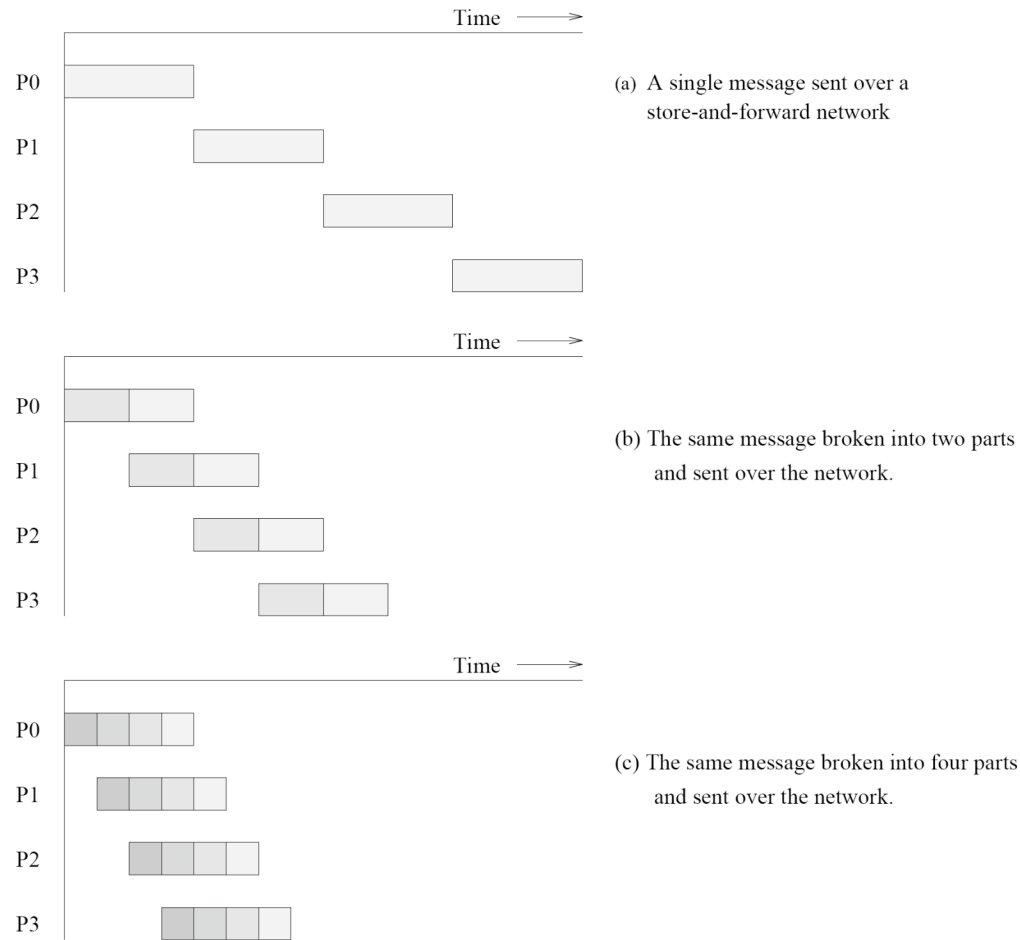 Time
P0
(a) A single message sent over a
store-and-forward network
P1
P2
P3
Time
P0
(b) The same message broken into two parts
and sent over the network.
P1
P2
P3
Time
P0
(c) The same message broken into four parts
and sent over the network.
P1
P2
P3